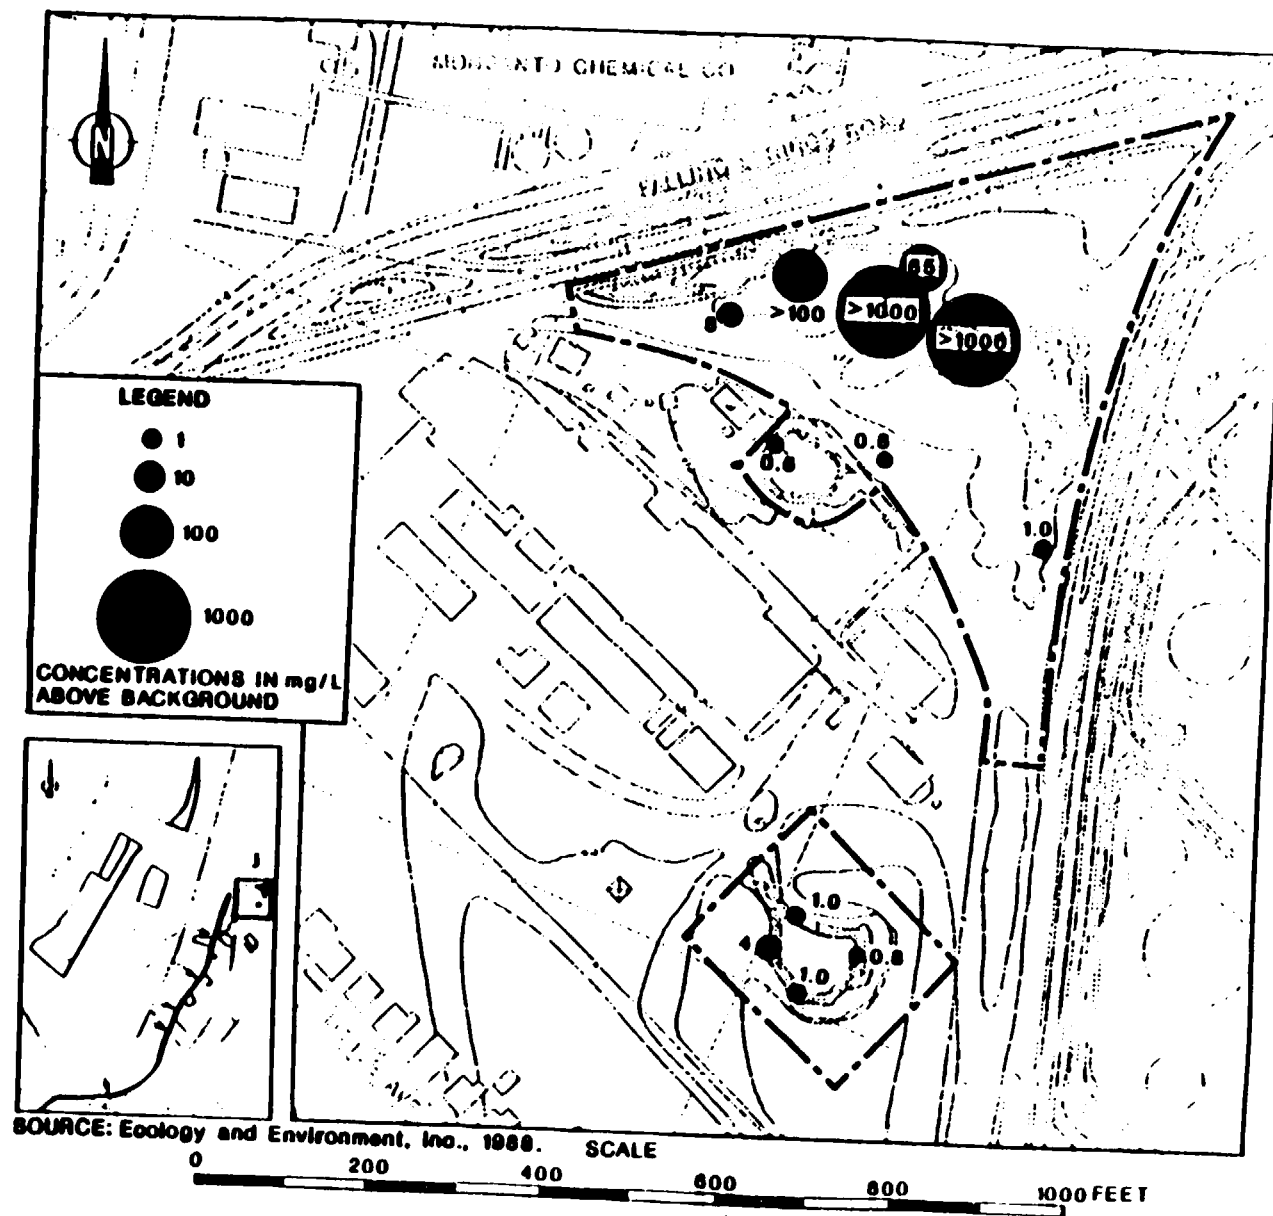 MONSANTO CHEMICAL CO
N
65
>100
>1000
>1000
8
0.8
0.6
1.0
LEGEND
1
10
100
1000
CONCENTRATIONS IN mg/L
ABOVE BACKGROUND
1.0
4
0.8
1.0
SOURCE: Ecology and Environment, Inc., 1988.
SCALE
0 200 400 600 800 1000 FEET